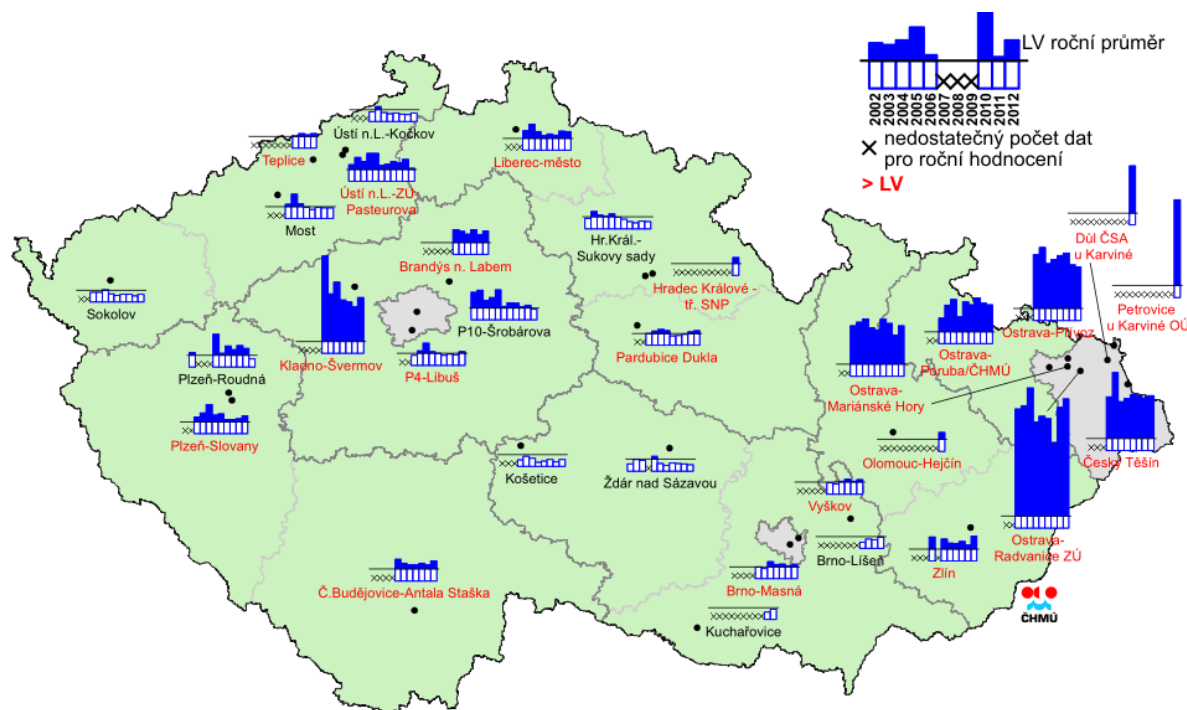 LV roční průměr
2002
2003
2004
2005
2006
2007
2008
2009
2010
2011
2012
nedostatečný počet dat
pro roční hodnocení
> LV
Ústí n.L.-Kočkov
Teplice
Liberec-město
Ústí n.L.-ZÚ-
Pasteurova
Most
Hr.Král.-
Sukovy sady
Důl ČSA
u Karviné
Brandýs n. Labem
Hradec Králové -
tř. SNP
Petrovice
u Karviné OÚ
Sokolov
P10-Šrobárova
Ostrava-Přívoz
Plzeň-Roudná
Kladno-Švermov
P4-Libuš
Pardubice Dukla
Ostrava-
Poruba/ČHMÚ
Ostrava-
Mariánské Hory
Plzeň-Slovany
Košetice
Ždár nad Sázavou
Olomouc-Hejčín
Český Těšín
Vyškov
Ostrava-
Radvanice ZÚ
Brno-Líšeň
Zlín
Č.Budějovice-Antala Staška
Brno-Masná
Kuchařovice
ČHMÚ